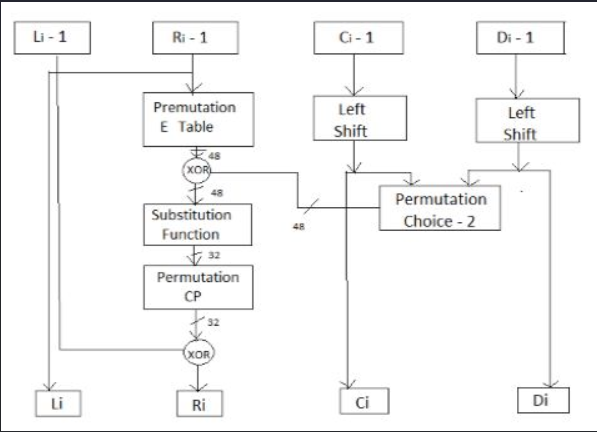 Li - 1
Ri - 1
Ci - 1
Di - 1
Premutation
E Table
Left
Shift
Left
Shift
48
XOR
48
Permutation
Choice - 2
48
Substitution
Function
32
Permutation
CP
32
XOR
Li
Ri
Ci
Di